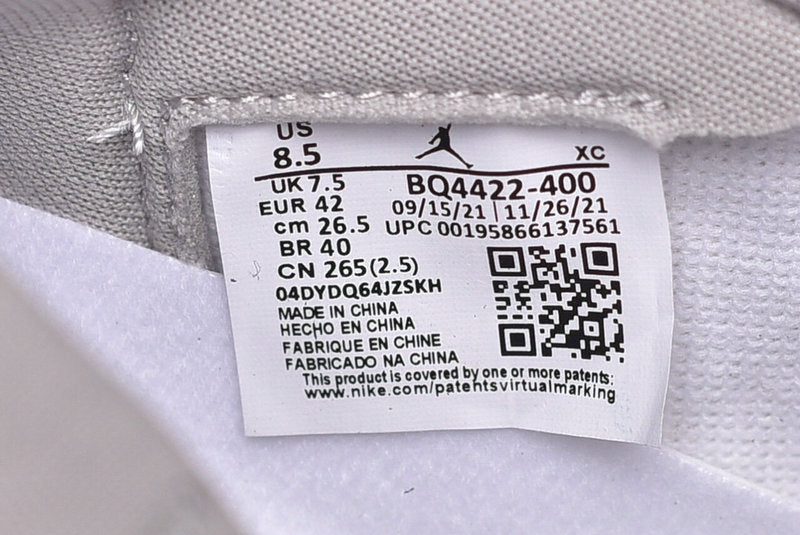 US
8.5
XC
UK 7.5
BQ4422-400
EUR 42
09/15/21 | 11/26/21
cm 26.5
UPC 00195866137561
BR 40
CN 265(2.5)
04DYDQ64JZSKH
MADE IN CHINA
HECHO EN CHINA
FABRIQUE EN CHINE
FABRICADO NA CHINA
This product is covered by one or more patents:
www.nike.com/patentsvirtualmarking